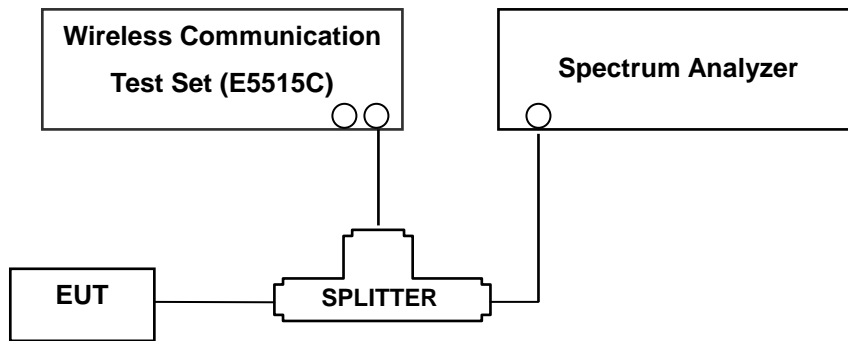 Wireless Communication
Test Set (E5515C)
Spectrum Analyzer
EUT
SPLITTER